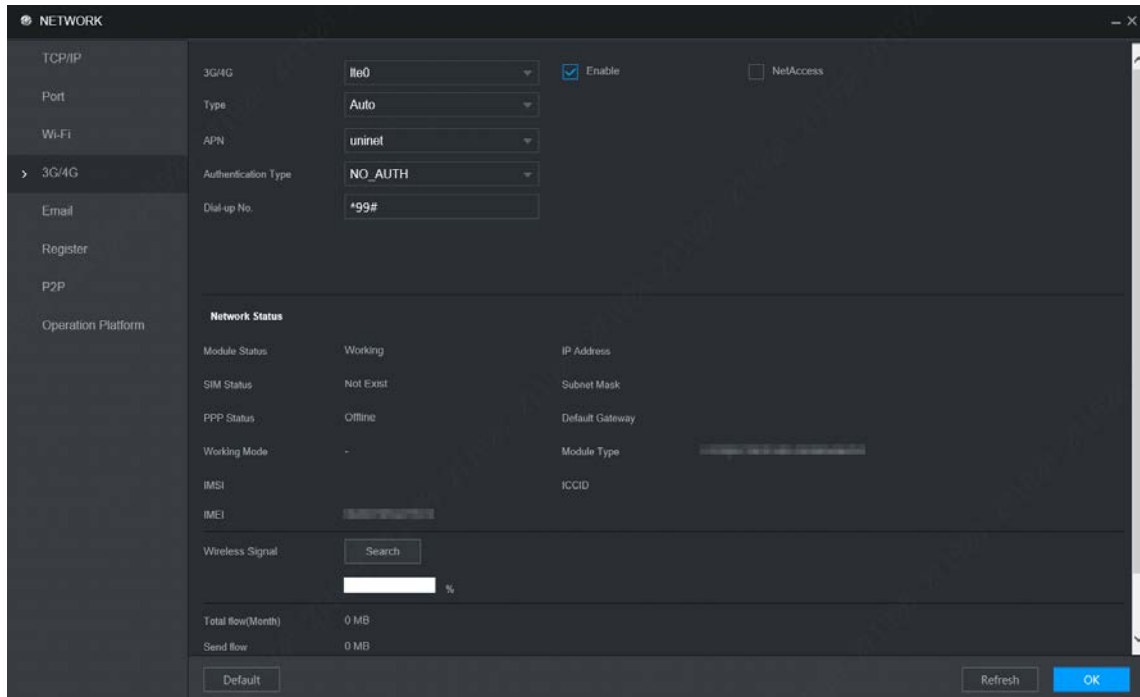 NETWORK
TCP/IP
Port
Wi-Fi
3G/4G
Email
Register
P2P
Operation Platform
3G/4G lte0 Enable NetAccess
Type Auto
APN uninet
Authentication Type NO_AUTH
Dial-up No. *99#
Network Status
Module Status Working IP Address
SIM Status Not Exist Subnet Mask
PPP Status Offline Default Gateway
Working Mode - Module Type
IMSI ICCID
IMEI
Wireless Signal Search
%
Total flow(Month) 0 MB
Send flow 0 MB
Default Refresh OK